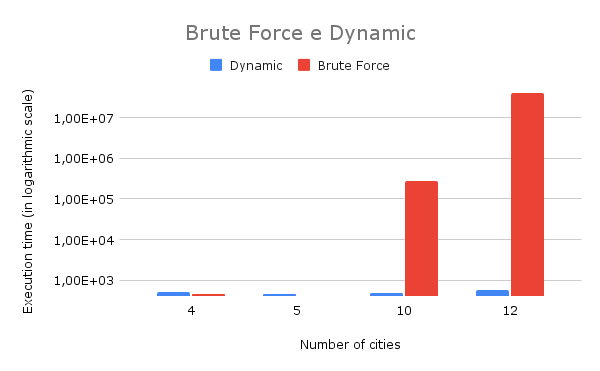 Brute Force e Dynamic
Dynamic
Brute Force
Execution time (in logarithmic scale)
1,00E+07
1,00E+06
1,00E+05
1,00E+04
1,00E+03
4
5
10
12
Number of cities